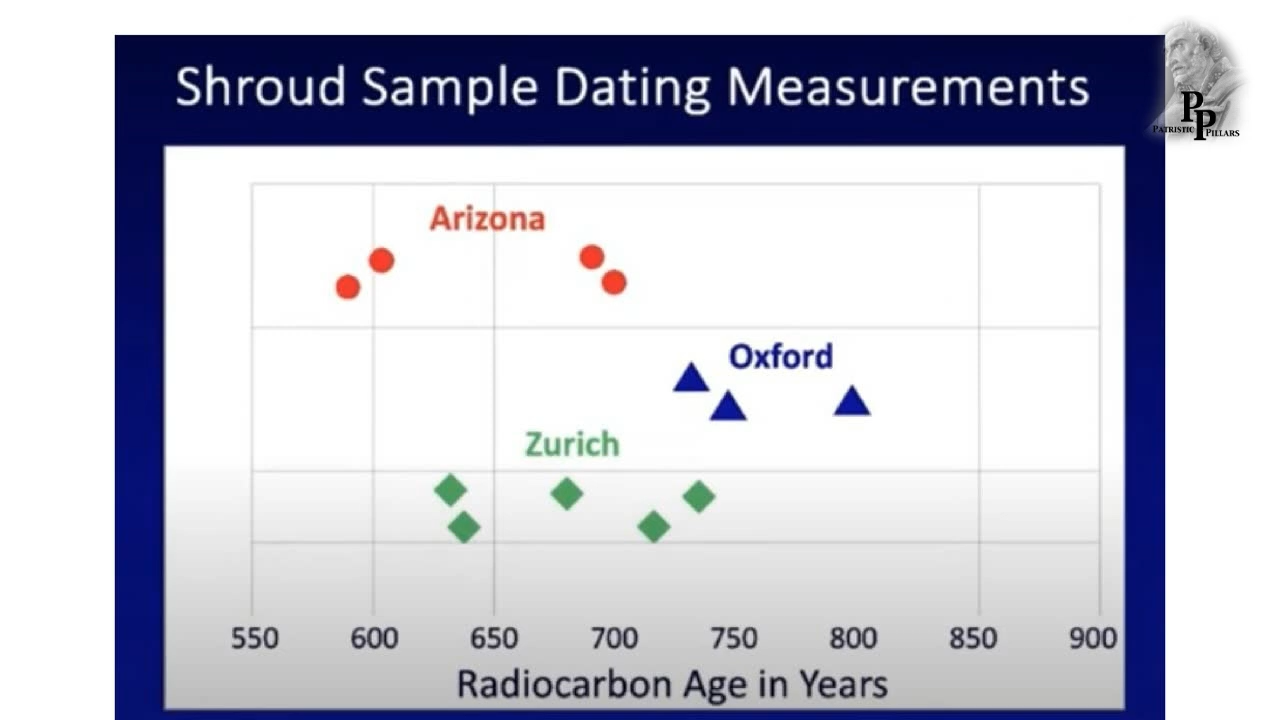 Shroud Sample Dating Measurements
P
P
PATRISTIC PILLARS
Arizona
Oxford
Zurich
550 600 650 700 750 800 850 900
Radiocarbon Age in Years